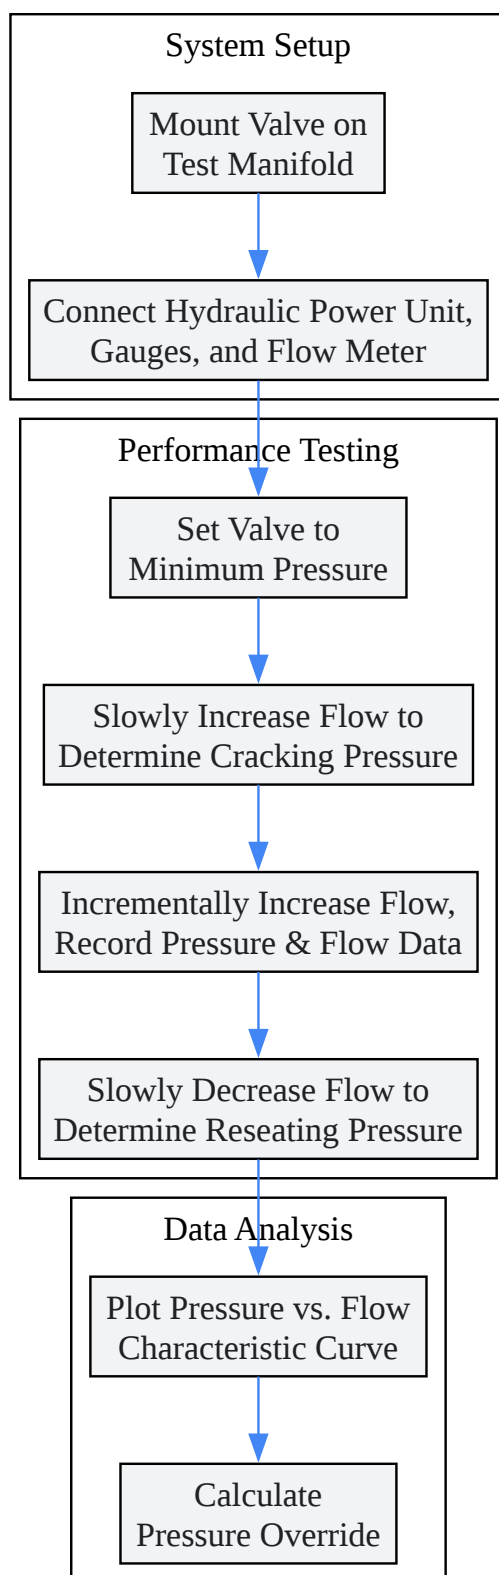 System Setup
Mount Valve on
Test Manifold
Connect Hydraulic Power Unit,
Gauges, and Flow Meter
Performance Testing
Set Valve to
Minimum Pressure
Slowly Increase Flow to
Determine Cracking Pressure
Incrementally Increase Flow,
Record Pressure & Flow Data
Slowly Decrease Flow to
Determine Reseating Pressure
Data Analysis
Plot Pressure vs. Flow
Characteristic Curve
Calculate
Pressure Override